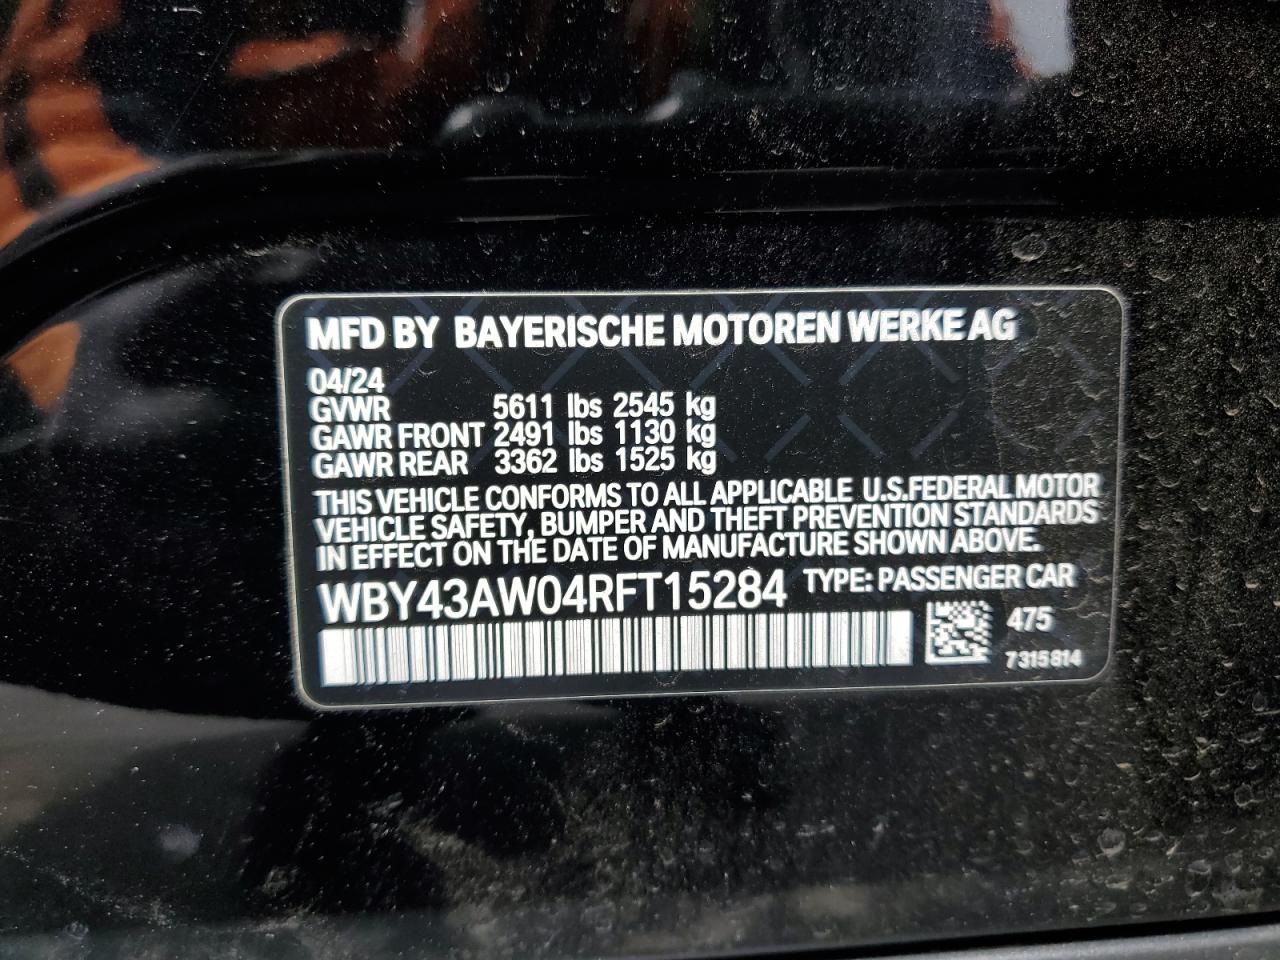 MFD BY BAYERISCHE MOTOREN WERKE AG
04/24
GVWR 5611 lbs 2545 kg
GAWR FRONT 2491 lbs 1130 kg
GAWR REAR 3362 lbs 1525 kg
THIS VEHICLE CONFORMS TO ALL APPLICABLE U.S.FEDERAL MOTOR
VEHICLE SAFETY, BUMPER AND THEFT PREVENTION STANDARDS
IN EFFECT ON THE DATE OF MANUFACTURE SHOWN ABOVE.
WBY43AW04RFT15284 TYPE: PASSENGER CAR
475
7315814